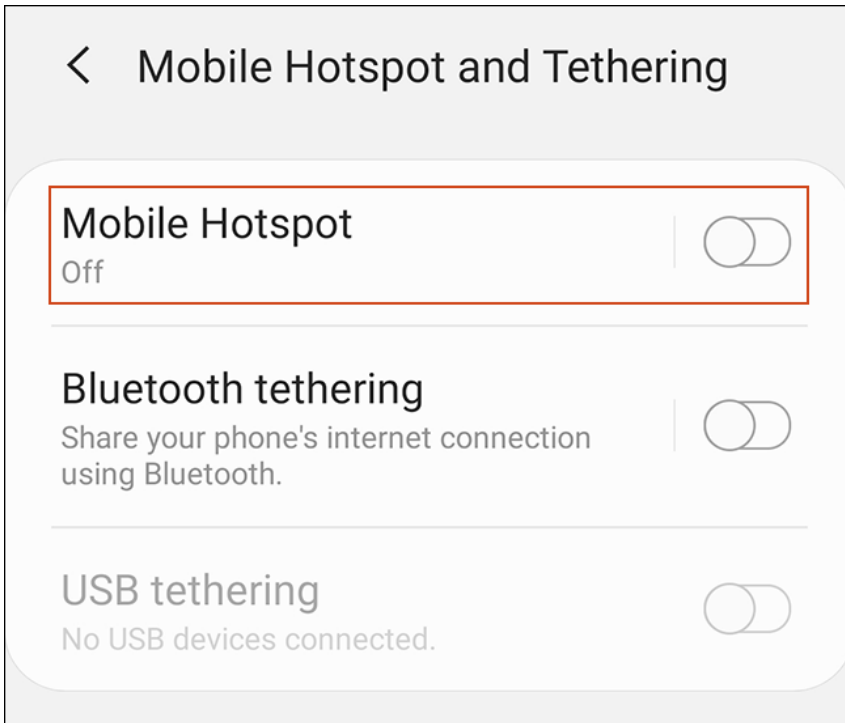 Mobile Hotspot and Tethering
Mobile Hotspot
Off
Bluetooth tethering
Share your phone's internet connection
using Bluetooth.
USB tethering
No USB devices connected.